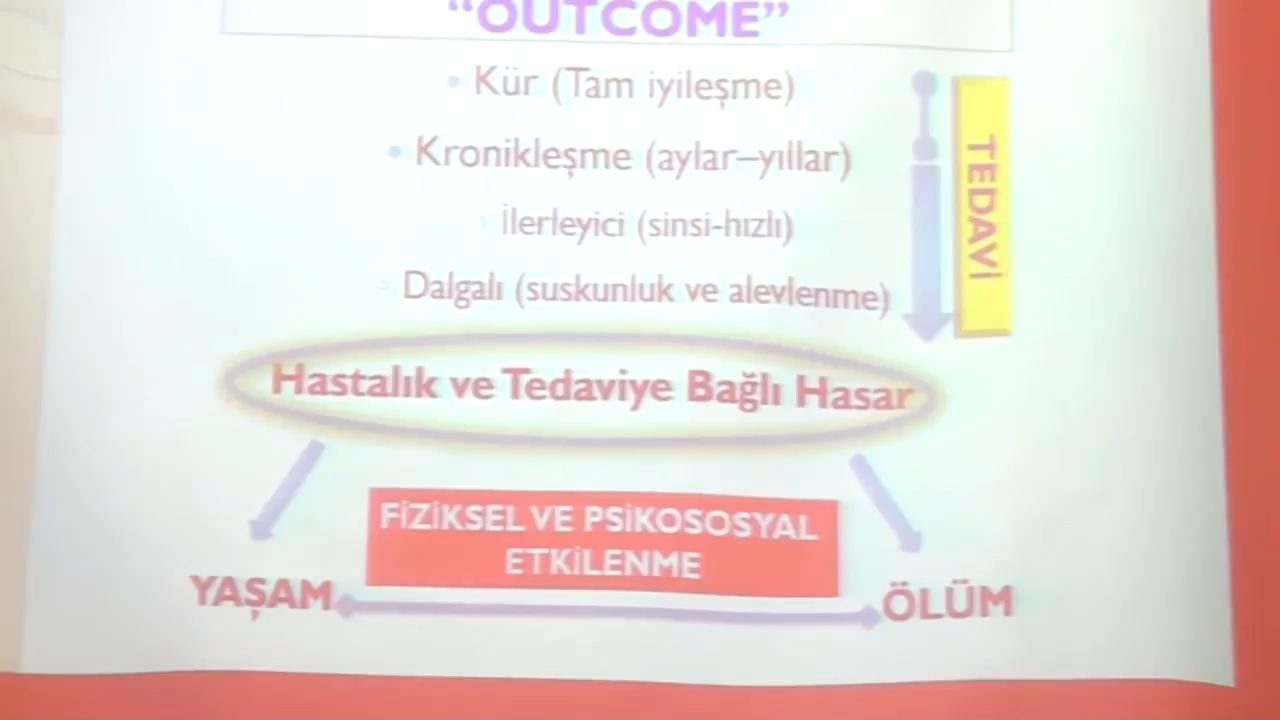 “OUTCOME”
• Kür (Tam iyileşme)
• Kronikleşme (aylar–yıllar)
İlerleyici (sinsi-hızlı)
Dalgalı (suskunluk ve alevlenme)
TEDAVİ
Hastalık ve Tedaviye Bağlı Hasar
FİZİKSEL VE PSİKOSOSYAL
ETKİLENME
YAŞAM
ÖLÜM